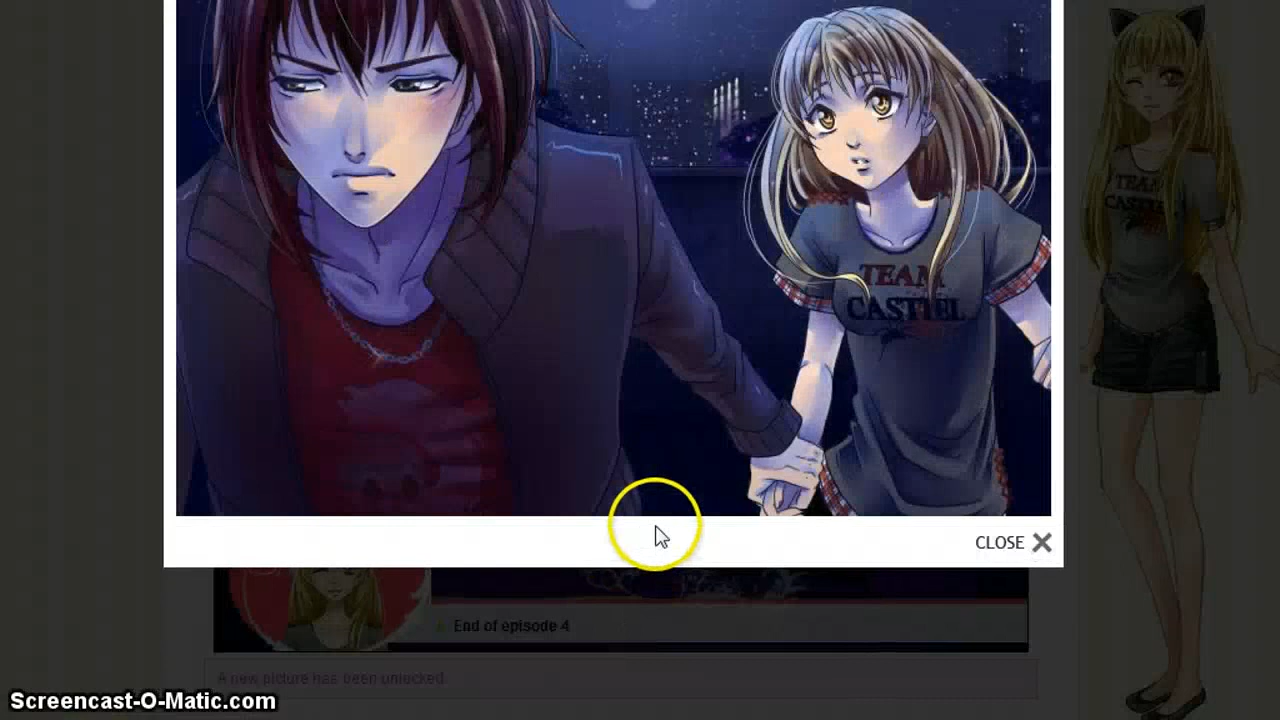 TEAM
CASTIEL
TEAM
CASTIEL
CLOSE
End of episode 4
A new picture has been unlocked.
Screencast-O-Matic.com